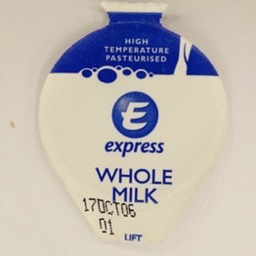 HIGH
TEMPERATURE
PASTEURISED
E
express
WHOLE
MILK
17OCT06
01
LIFT